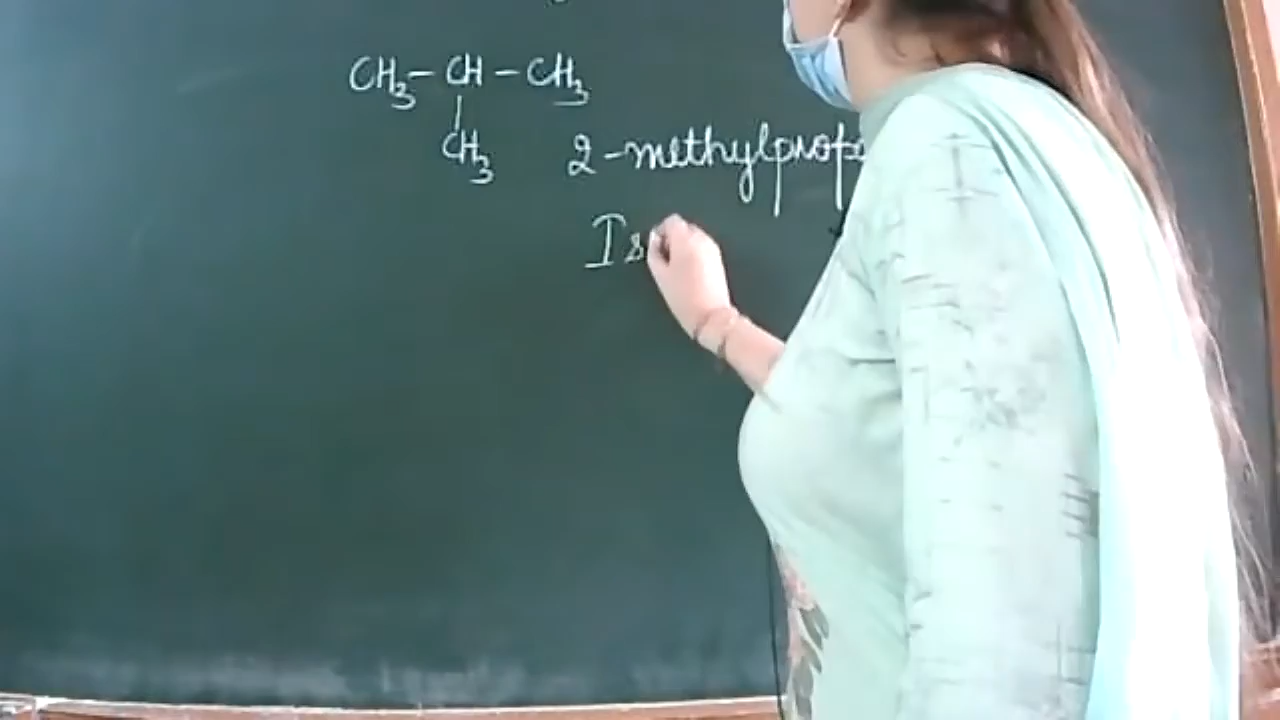 CH₃ – CH – CH₃
|
CH₃ 2-methylprop
Is